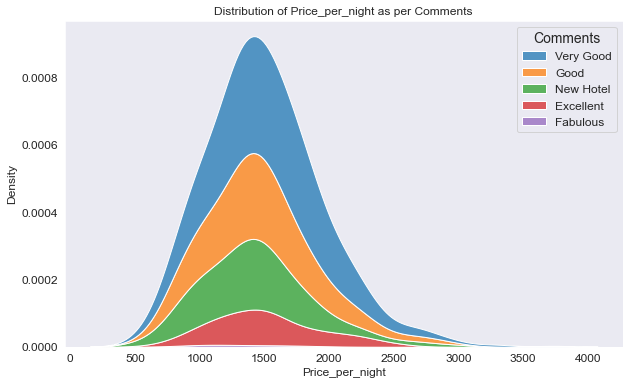 Distribution of Price_per_night as per Comments
Comments
Very Good
Good
New Hotel
Excellent
Fabulous
Density
0.0008
0.0006
0.0004
0.0002
0.0000
0 500 1000 1500 2000 2500 3000 3500 4000
Price_per_night